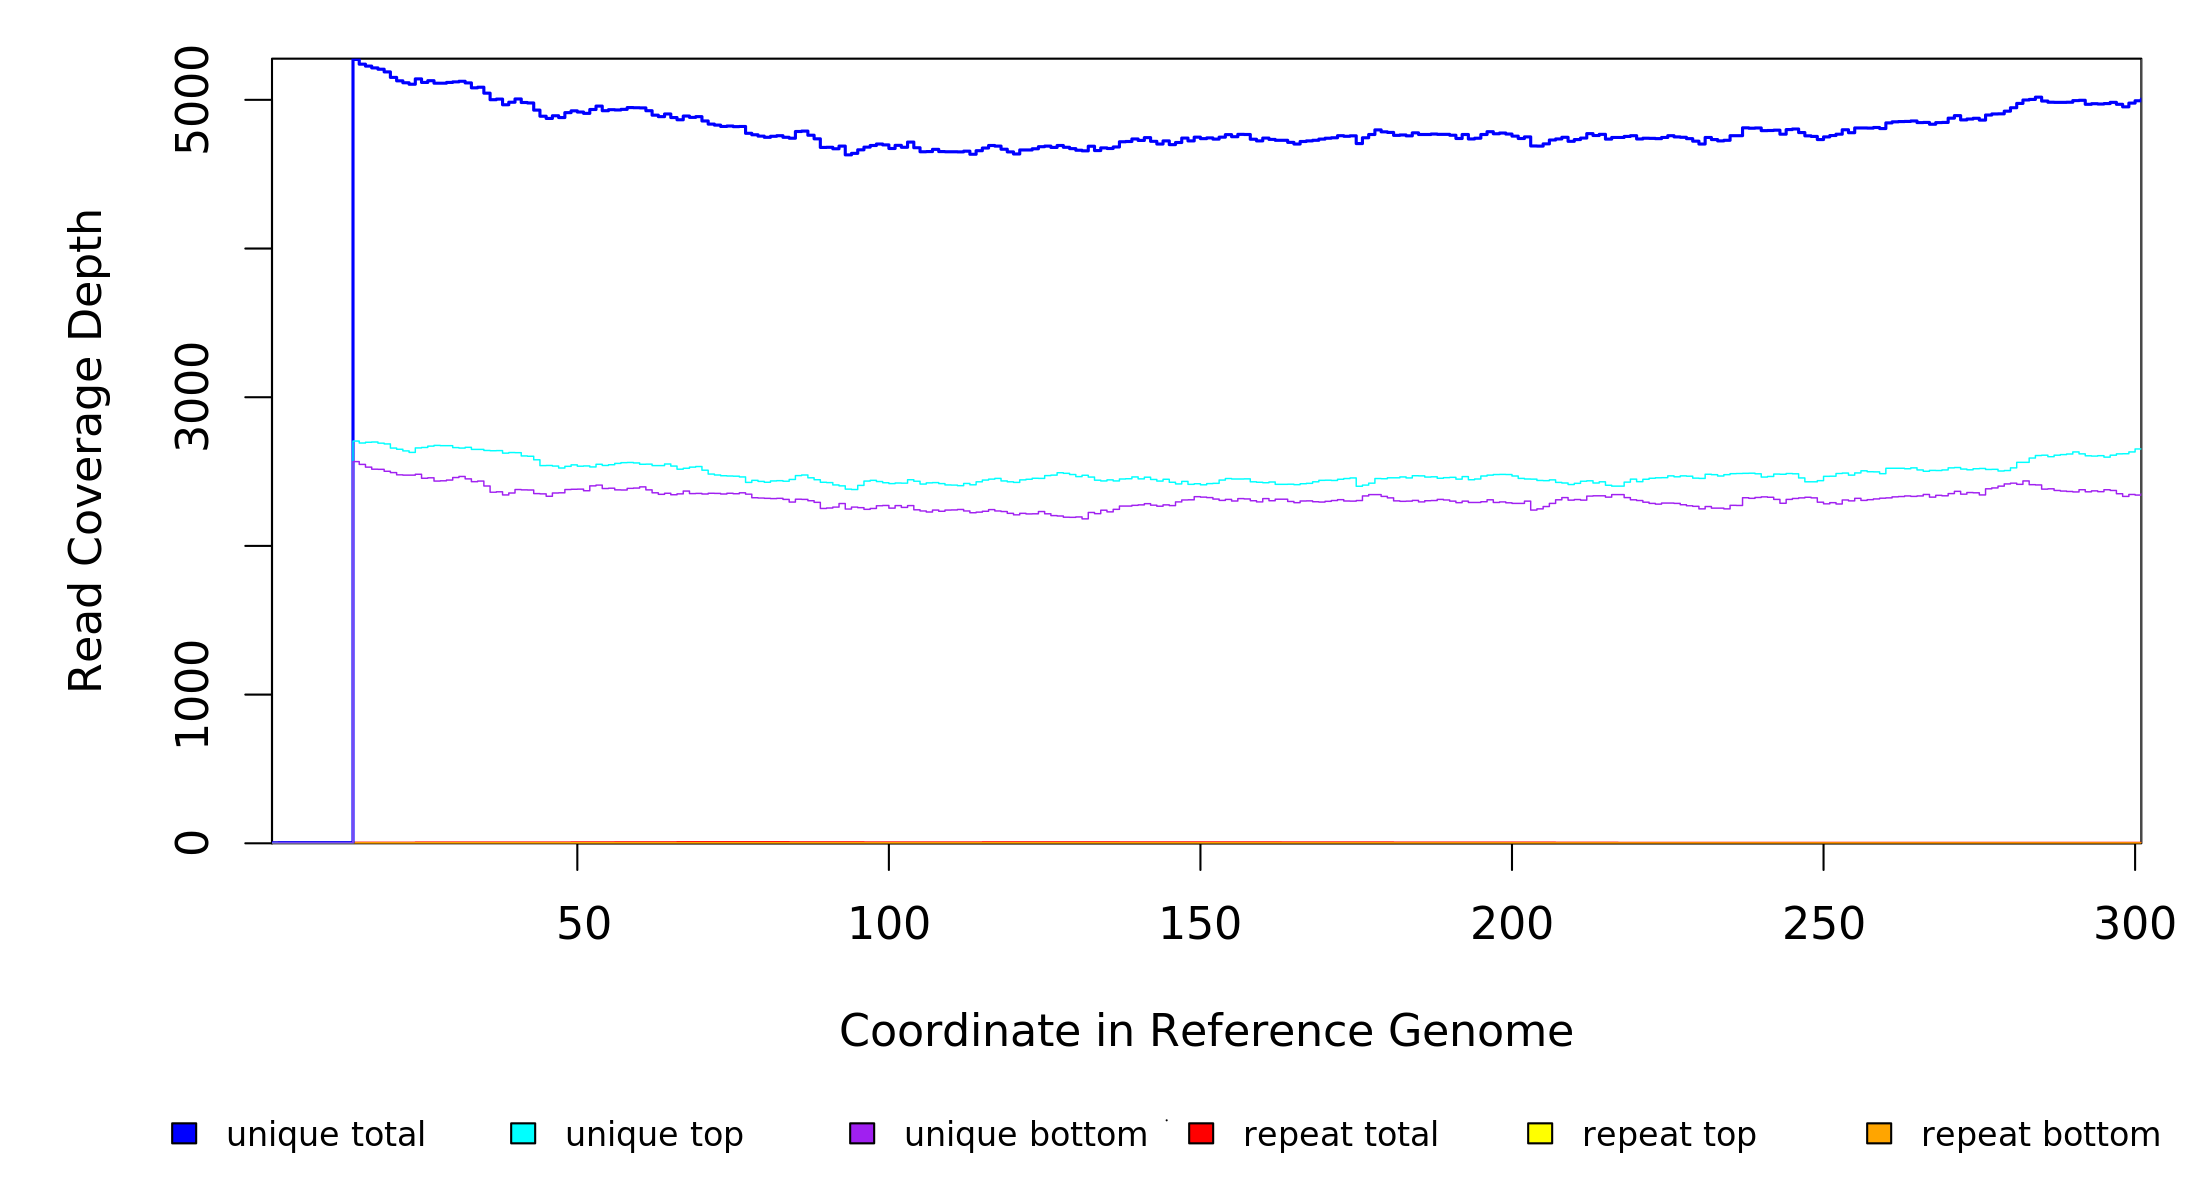 Read Coverage Depth
5000
3000
1000
0
50 100 150 200 250 300
Coordinate in Reference Genome
unique total unique top unique bottom repeat total repeat top repeat bottom